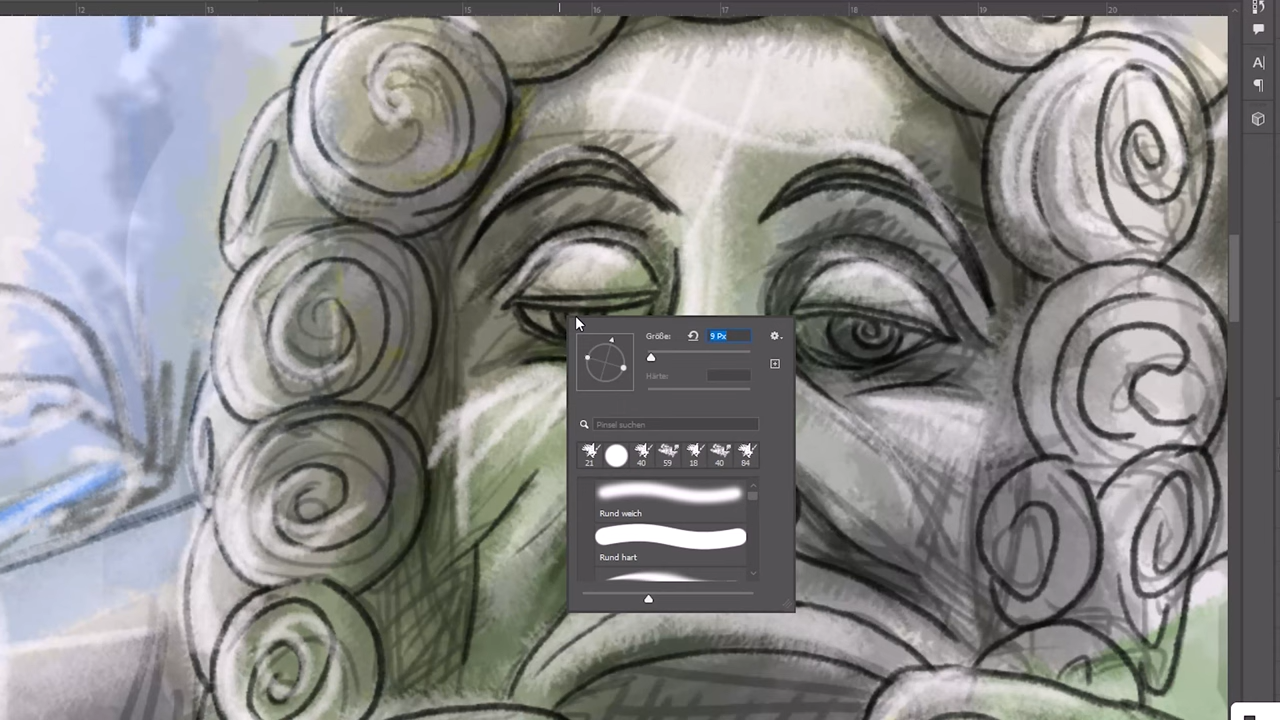 12 13 14 15 16 17 18 19 20
A|
¶
Größe: 9 Px
Härte:
Pinsel suchen
21 40 59 18 40 84
Rund weich
Rund hart